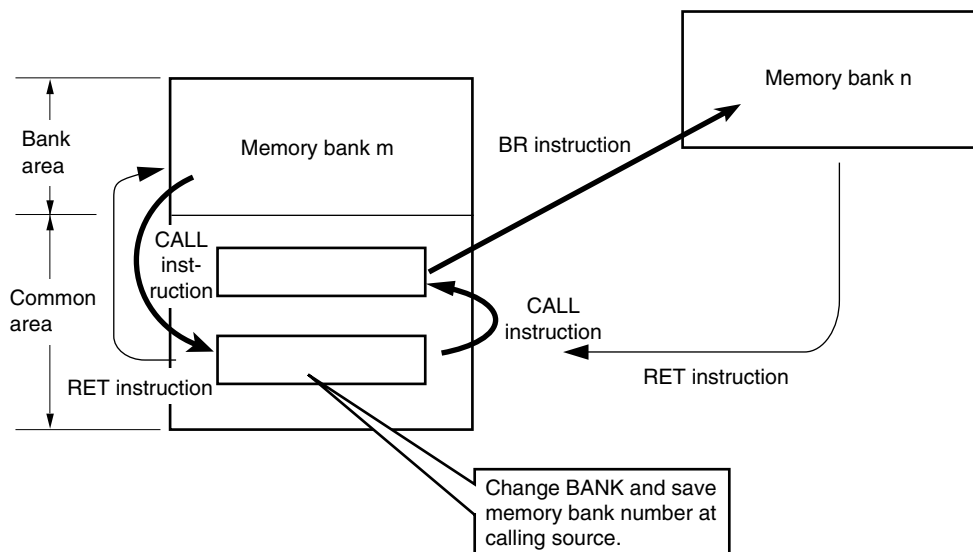 Memory bank n
Bank
area
Memory bank m
BR instruction
CALL
inst-
ruction
Common
area
CALL
instruction
RET instruction
RET instruction
Change BANK and save
memory bank number at
calling source.